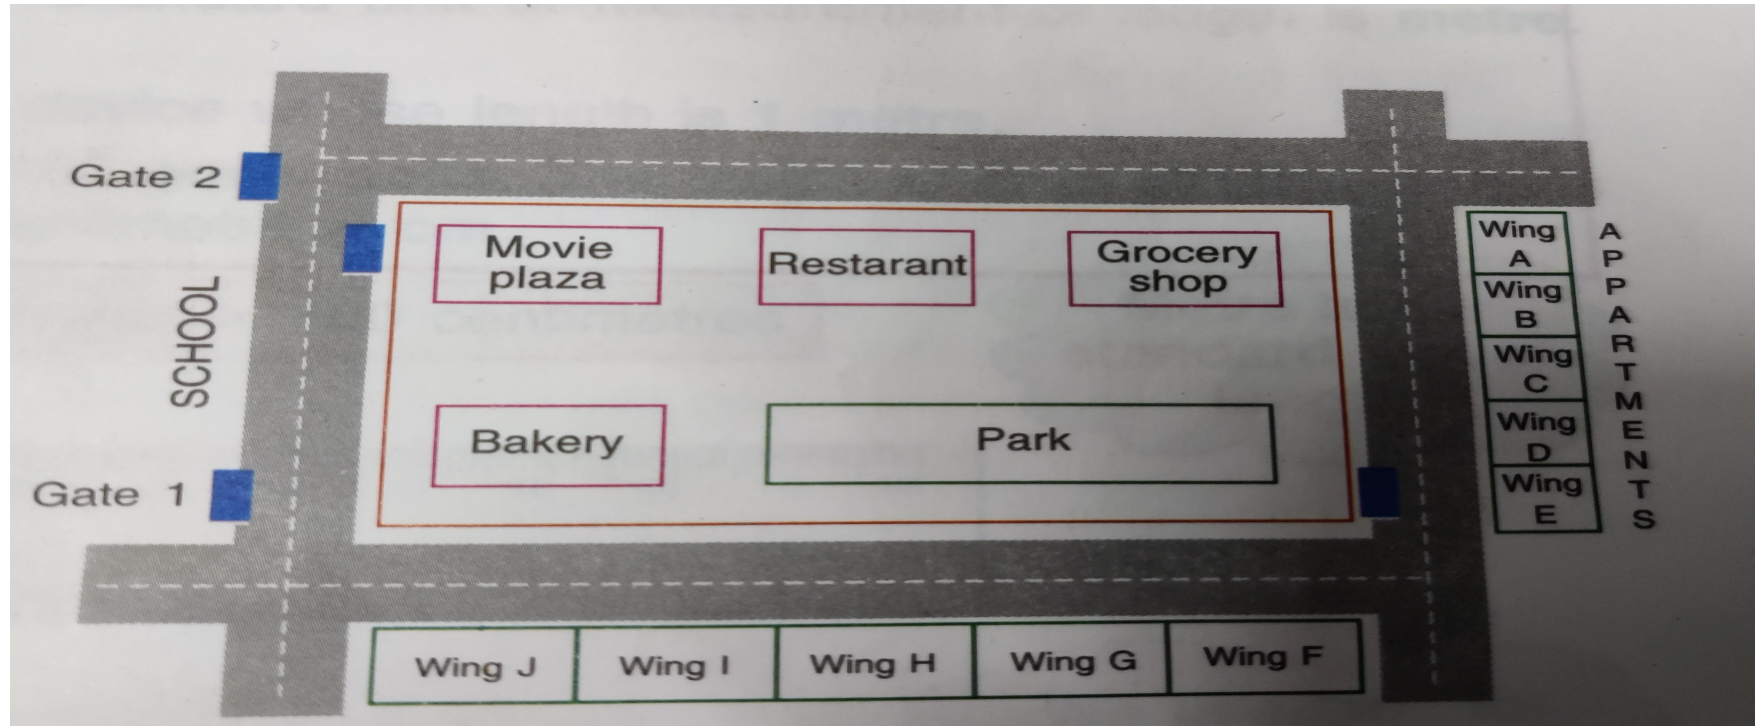 Gate 2
Movie
plaza
Restarant
Grocery
shop
Wing
A
Wing
B
Wing
C
Wing
D
Wing
E
APPARTMENTS
SCHOOL
Bakery
Park
Gate 1
Wing J
Wing I
Wing H
Wing G
Wing F